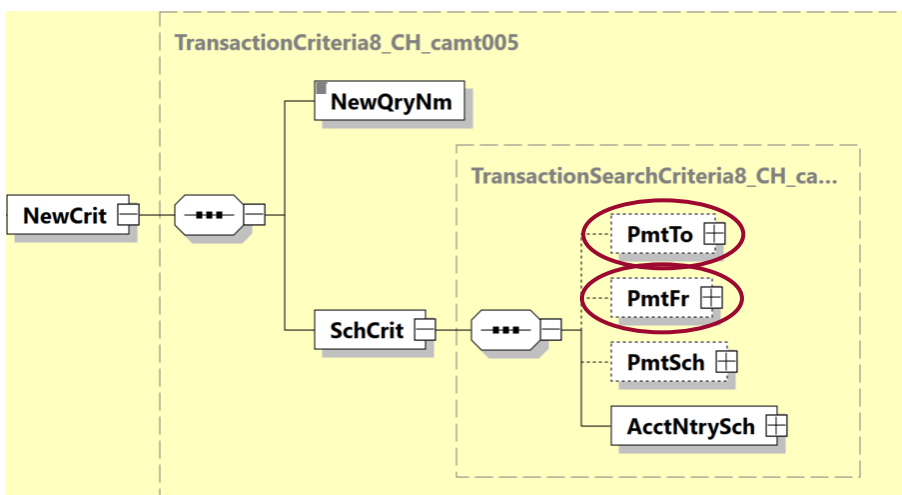 TransactionCriteria8_CH_camt005
NewQryNm
TransactionSearchCriteria8_CH_ca...
NewCrit
PmtTo
PmtFr
SchCrit
PmtSch
AcctNtrySch